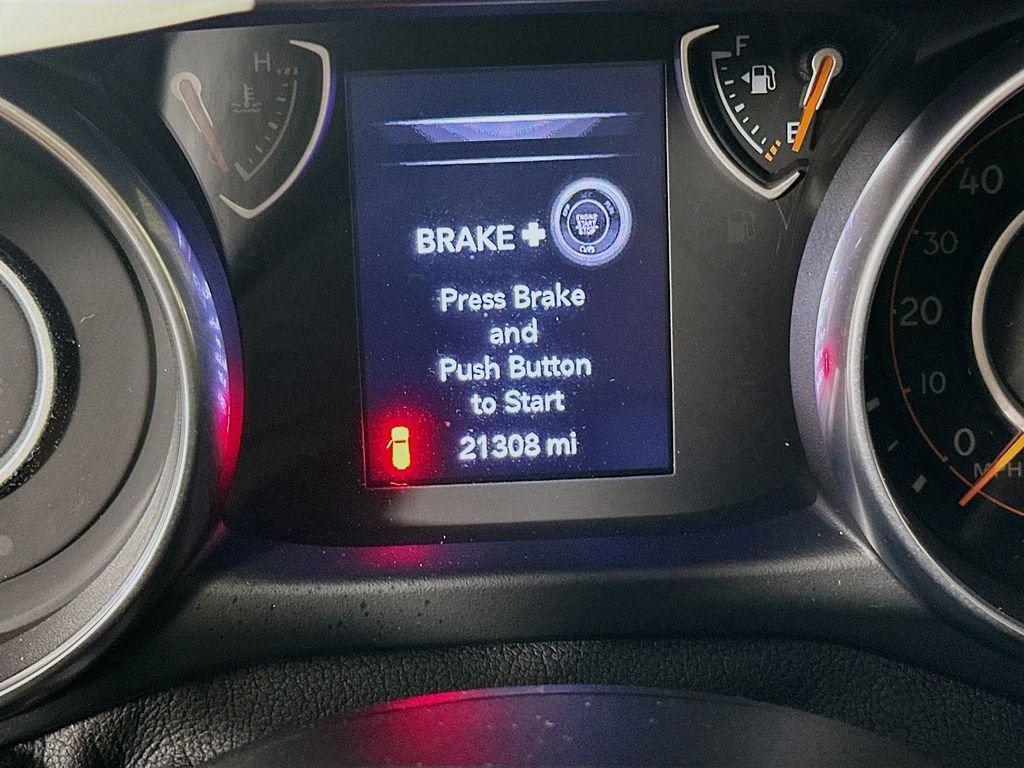 H
F
E
BRAKE +
ENGINE
START
STOP
Press Brake
and
Push Button
to Start
21308 mi
40
30
20
10
0
MPH